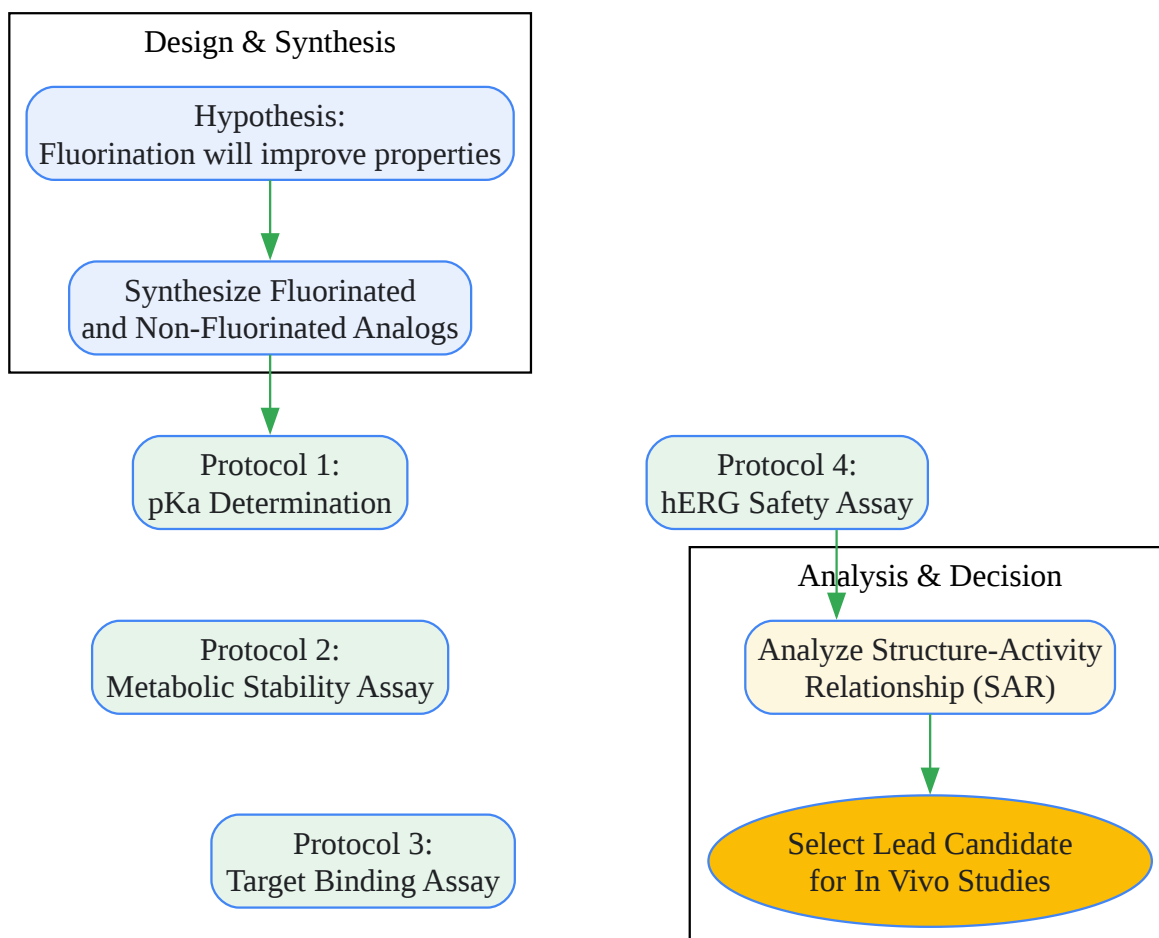 Design & Synthesis
Hypothesis:
Fluorination will improve properties
Synthesize Fluorinated
and Non-Fluorinated Analogs
Protocol 1:
pKa Determination
Protocol 2:
Metabolic Stability Assay
Protocol 3:
Target Binding Assay
Protocol 4:
hERG Safety Assay
Analysis & Decision
Analyze Structure-Activity
Relationship (SAR)
Select Lead Candidate
for In Vivo Studies